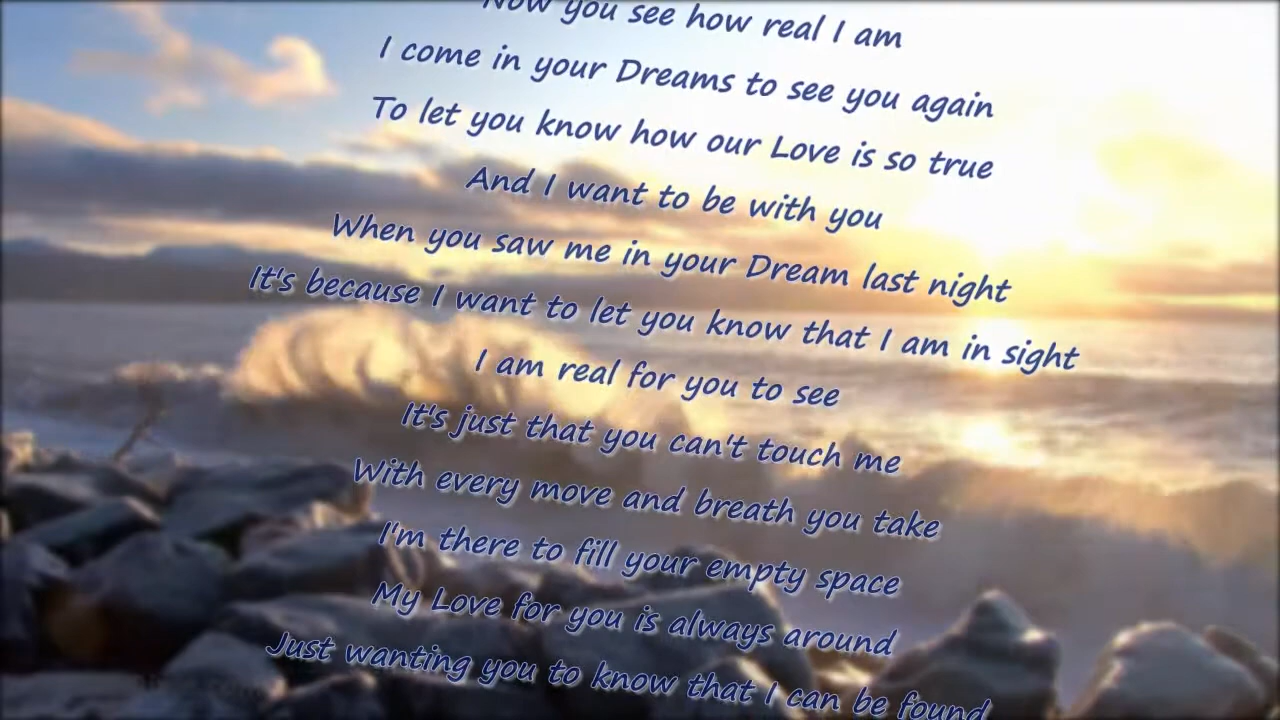 Now you see how real I am
I come in your Dreams to see you again
To let you know how our Love is so true
And I want to be with you
When you saw me in your Dream last night
It's because I want to let you know that I am in sight
I am real for you to see
It's just that you can't touch me
With every move and breath you take
I'm there to fill your empty space
My Love for you is always around
Just wanting you to know that I can be found